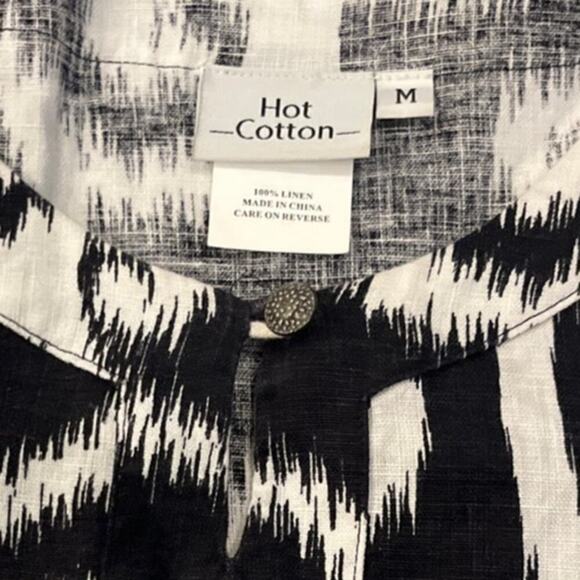 Hot
Cotton
M
100% LINEN
MADE IN CHINA
CARE ON REVERSE